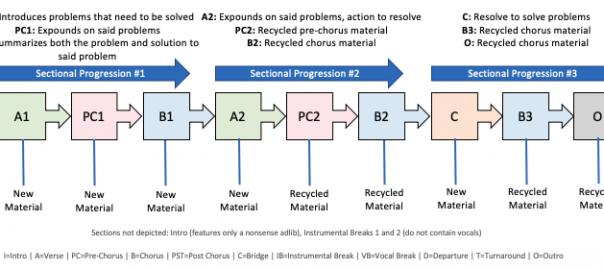 Introduces problems that need to be solved
PC1: Expounds on said problems
summarizes both the problem and solution to
said problem
A2: Expounds on said problems, action to resolve
PC2: Recycled pre-chorus material
B2: Recycled chorus material
C: Resolve to solve problems
B3: Recycled chorus material
O: Recycled chorus material
Sectional Progression #1
Sectional Progression #2
Sectional Progression #3
A1
PC1
B1
A2
PC2
B2
C
B3
O
New
Material
New
Material
New
Material
New
Material
Recycled
Material
Recycled
Material
New
Material
Recycled
Material
Recyc
Mate
Sections not depicted: Intro (features only a nonsense adlib), Instrumental Breaks 1 and 2 (do not contain vocals)
I=Intro | A=Verse | PC=Pre-Chorus | B=Chorus | PST=Post Chorus | C=Bridge | IB=Instrumental Break | VB=Vocal Break | D=Departure | T=Turnaround | O=Outro